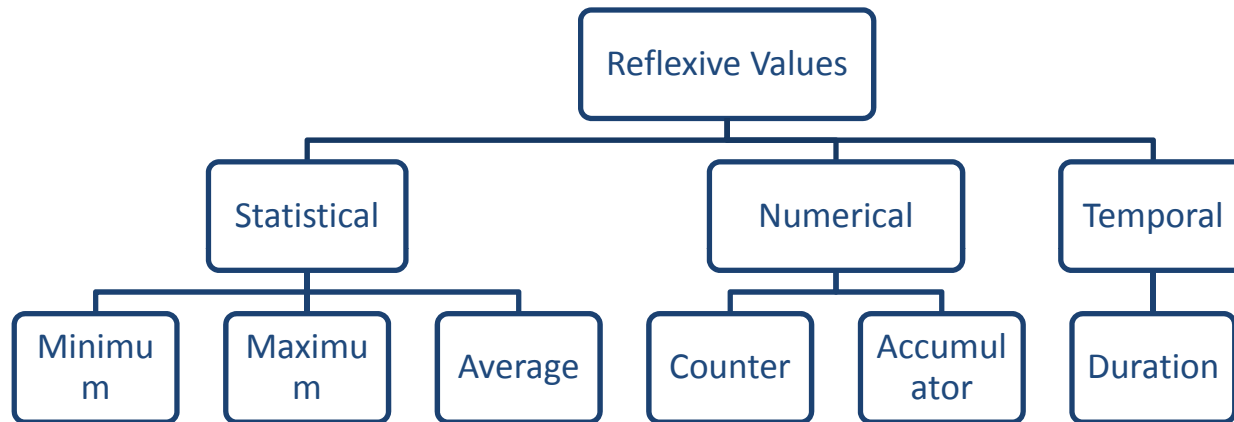 Reflexive Values
Statistical
Numerical
Temporal
Minimu
m
Maximu
m
Average
Counter
Accumul
ator
Duration